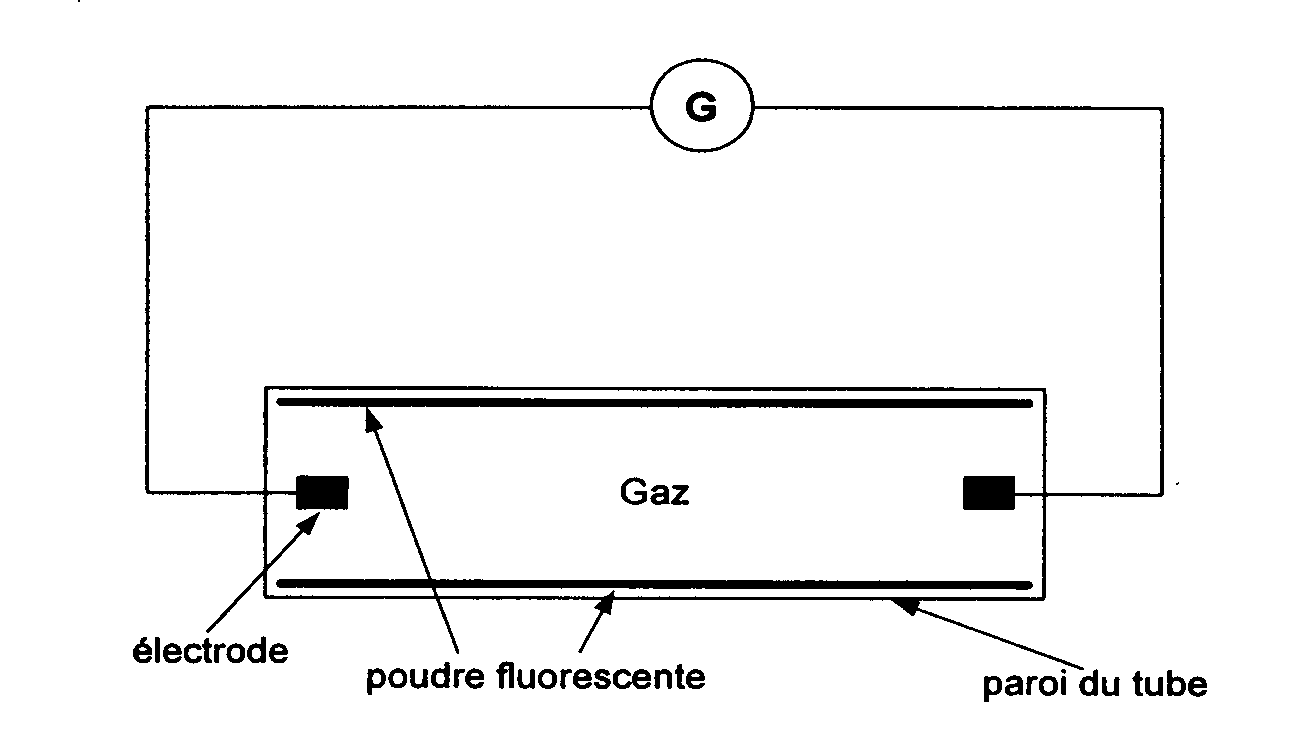 G
Gaz
électrode
poudre fluorescente
paroi du tube